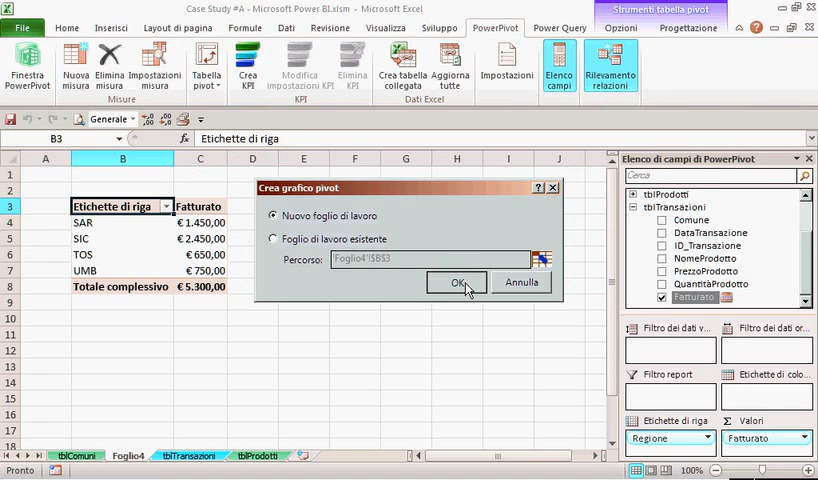 Case Study #A - Microsoft Power BI.xlsm - Microsoft Excel
Strumenti tabella pivot
File Home Inserisci Layout di pagina Formule Dati Revisione Visualizza Sviluppo PowerPivot Power Query Opzioni Progettazione
Finestra PowerPivot
Nuova misura
Elimina misura
Impostazioni misura
Misure
Tabella pivot
Crea KPI
Modifica impostazioni KPI
Elimina KPI
KPI
Crea tabella collegata
Aggiorna tutte
Dati Excel
Impostazioni
Elenco campi
Rilevamento relazioni
Generale
B3
fx
Etichette di riga
A B C D E F G H I J
1
2
3 Etichette di riga Fatturato
4 SAR € 1.450,00
5 SIC € 2.450,00
6 TOS € 650,00
7 UMB € 750,00
8 Totale complessivo € 5.300,00
9
10
11
12
13
14
15
16
17
18
Crea grafico pivot
Nuovo foglio di lavoro
Foglio di lavoro esistente
Percorso: 'Foglio4'!$B$3
OK Annulla
Elenco di campi di PowerPivot
Cerca
tblProdotti
tblTransazioni
Comune
DataTransazione
ID_Transazione
NomeProdotto
PrezzoProdotto
QuantitàProdotto
Fatturato
Filtro dei dati v...
Filtro dei dati or...
Filtro report
Etichette di colo...
Etichette di riga
Σ Valori
Regione
Fatturato
tblComuni Foglio4 tblTransazioni tblProdotti
Pronto
100%